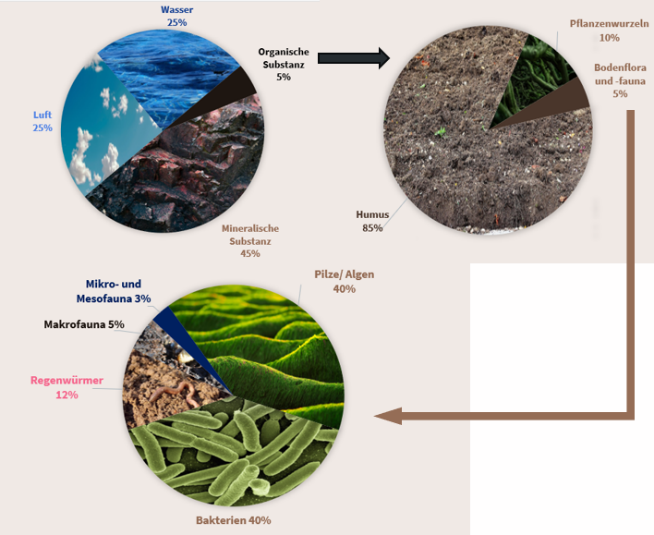 Wasser
25%
Organische
Substanz
5%
Luft
25%
Mineralische
Substanz
45%
Pflanzenwurzeln
10%
Bodenflora
und -fauna
5%
Humus
85%
Mikro- und
Mesofauna 3%
Makrofauna 5%
Regenwürmer
12%
Pilze/ Algen
40%
Bakterien 40%